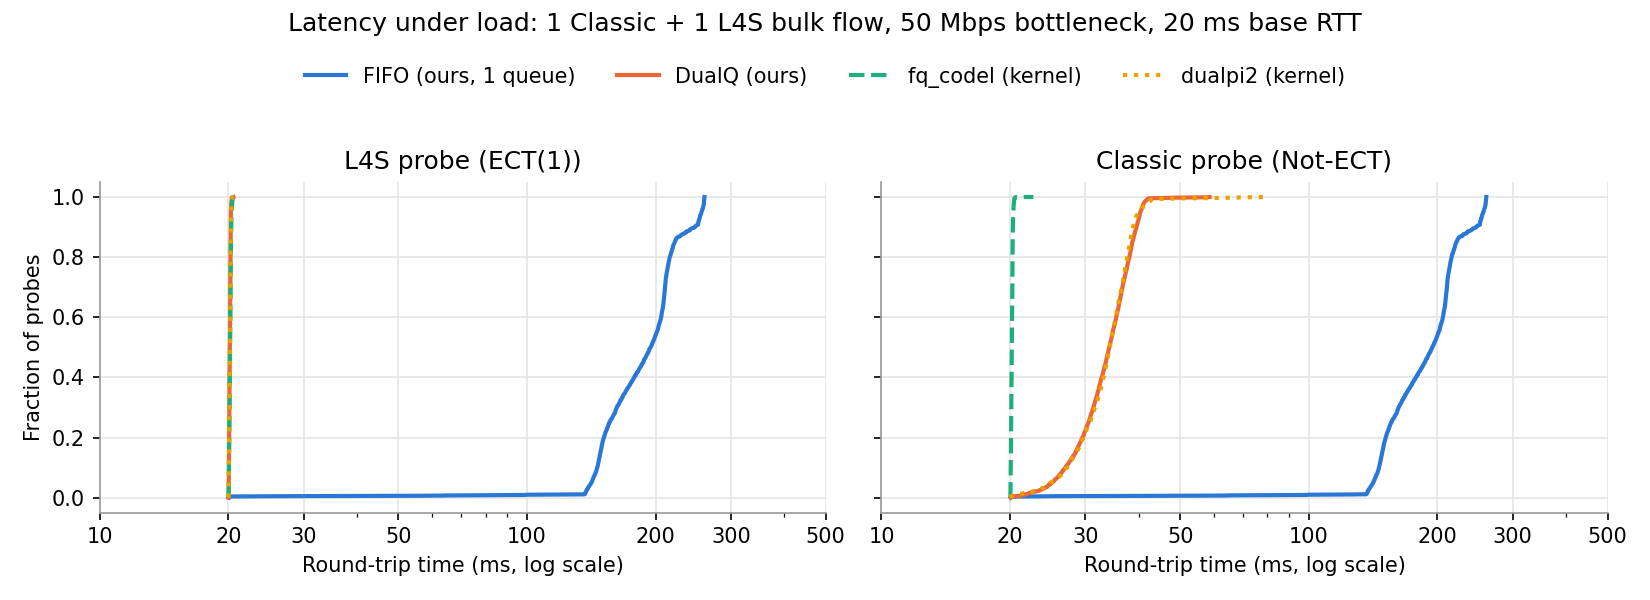 Latency under load: 1 Classic + 1 L4S bulk flow, 50 Mbps bottleneck, 20 ms base RTT
FIFO (ours, 1 queue) DualQ (ours) fq_codel (kernel) dualpi2 (kernel)
L4S probe (ECT(1))
Fraction of probes
1.0
0.8
0.6
0.4
0.2
0.0
10 20 30 50 100 200 300 500
Round-trip time (ms, log scale)
Classic probe (Not-ECT)
10 20 30 50 100 200 300 500
Round-trip time (ms, log scale)